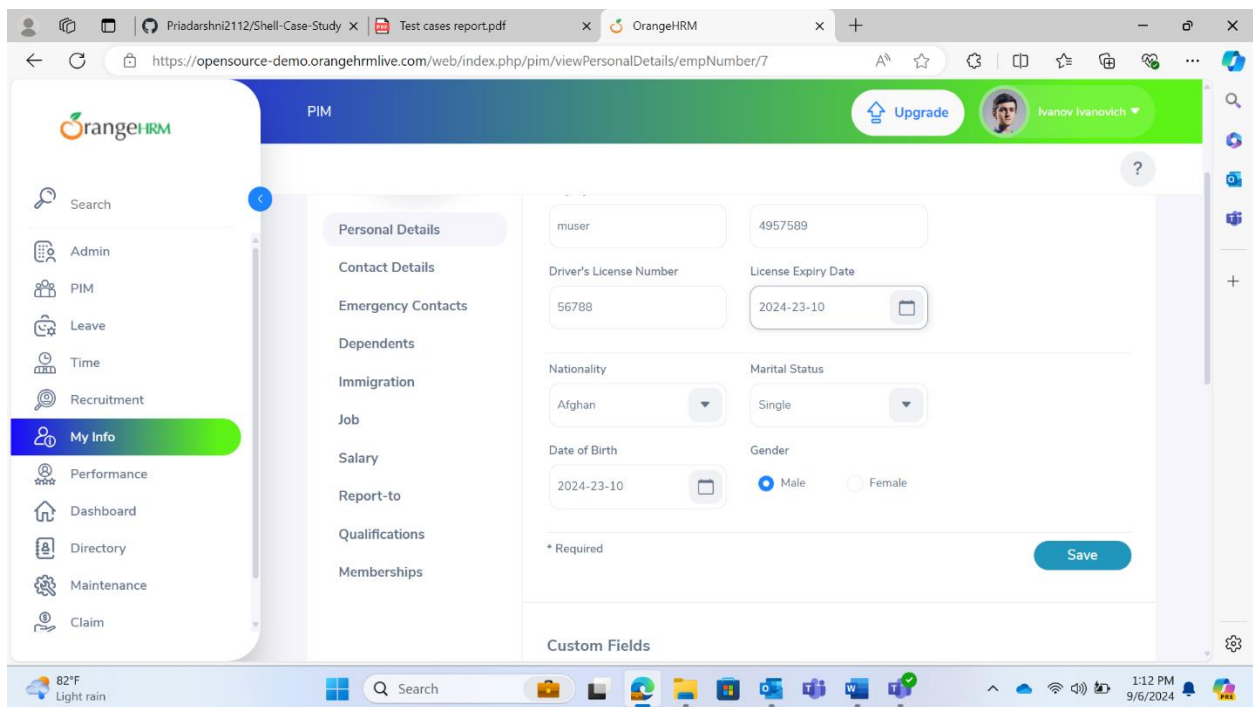 Priadarshni2112/Shell-Case-Study
Test cases report.pdf
OrangeHRM
https://opensource-demo.orangehrmlive.com/web/index.php/pim/viewPersonalDetails/empNumber/7
OrangeHRM
PIM
Upgrade
Ivanov Ivanovich
?
Search
Admin
PIM
Leave
Time
Recruitment
My Info
Performance
Dashboard
Directory
Maintenance
Claim
Personal Details
Contact Details
Emergency Contacts
Dependents
Immigration
Job
Salary
Report-to
Qualifications
Memberships
muser
4957589
Driver's License Number
License Expiry Date
56788
2024-23-10
Nationality
Marital Status
Afghan
Single
Date of Birth
Gender
2024-23-10
Male
Female
* Required
Save
Custom Fields
82°F
Light rain
Search
1:12 PM
9/6/2024
PRE